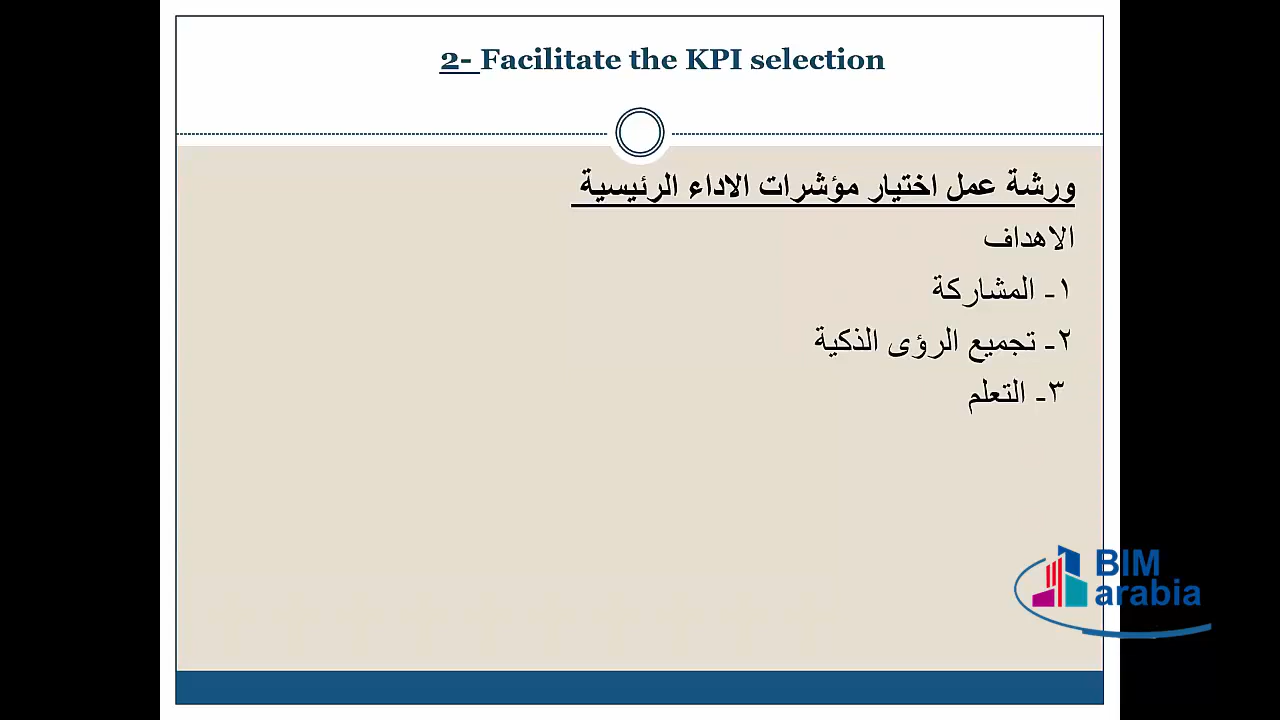 2- Facilitate the KPI selection
ورشة عمل اختيار مؤشرات الاداء الرئيسية
الاهداف
١- المشاركة
٢- تجميع الرؤى الذكية
٣- التعلم
BIM
arabia